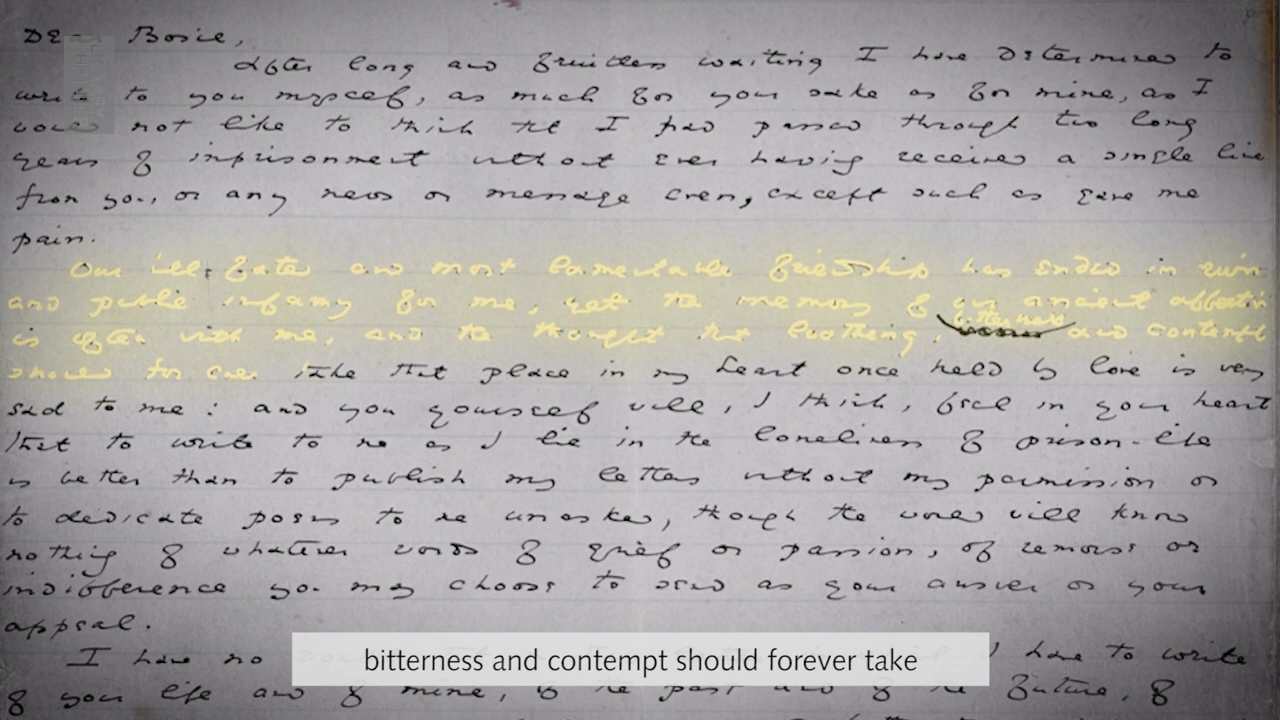 Dear Bosie,
After long and fruitless waiting I have determined to
write to you myself, as much for your sake as for mine, as I
would not like to think that I had passed through two long
years of imprisonment without ever having received a single line
from you, or any news or message even, except such as gave me
pain.
Our ill-fated and most lamentable friendship has ended in ruin
and public infamy for me, yet the memory of our ancient affection
is often with me, and the thought that loathing, bitterness and contempt
should for ever take that place in my heart once held by love is very
sad to me: and you yourself will, I think, feel in your heart
that to write to me as I lie in the loneliness of prison-life
is better than to publish my letters without my permission or
to dedicate poems to me unasked, though the world will know
nothing of whatever words of grief or passion, of remorse or
indifference you may choose to send as your answer or your
appeal.
I have no I have to write
of your life and of mine, of the past and of the future, of
bitterness and contempt should forever take